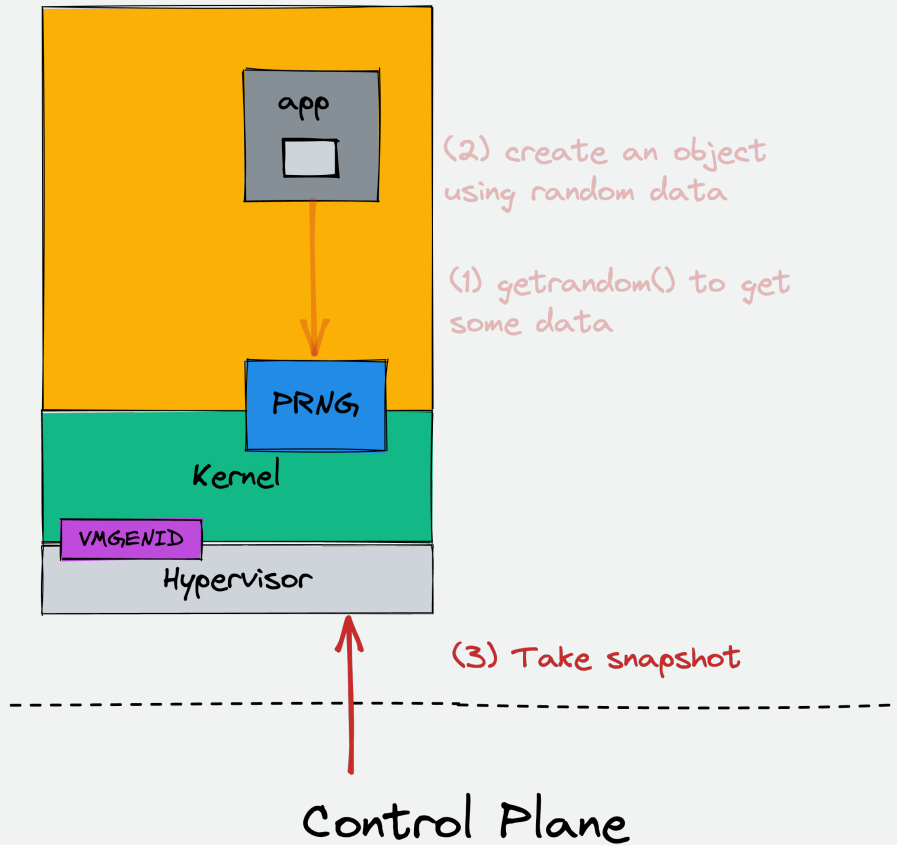 app
(2) create an object
using random data
(1) getrandom() to get
some data
PRNG
Kernel
VMGENID
Hypervisor
(3) Take snapshot
Control Plane